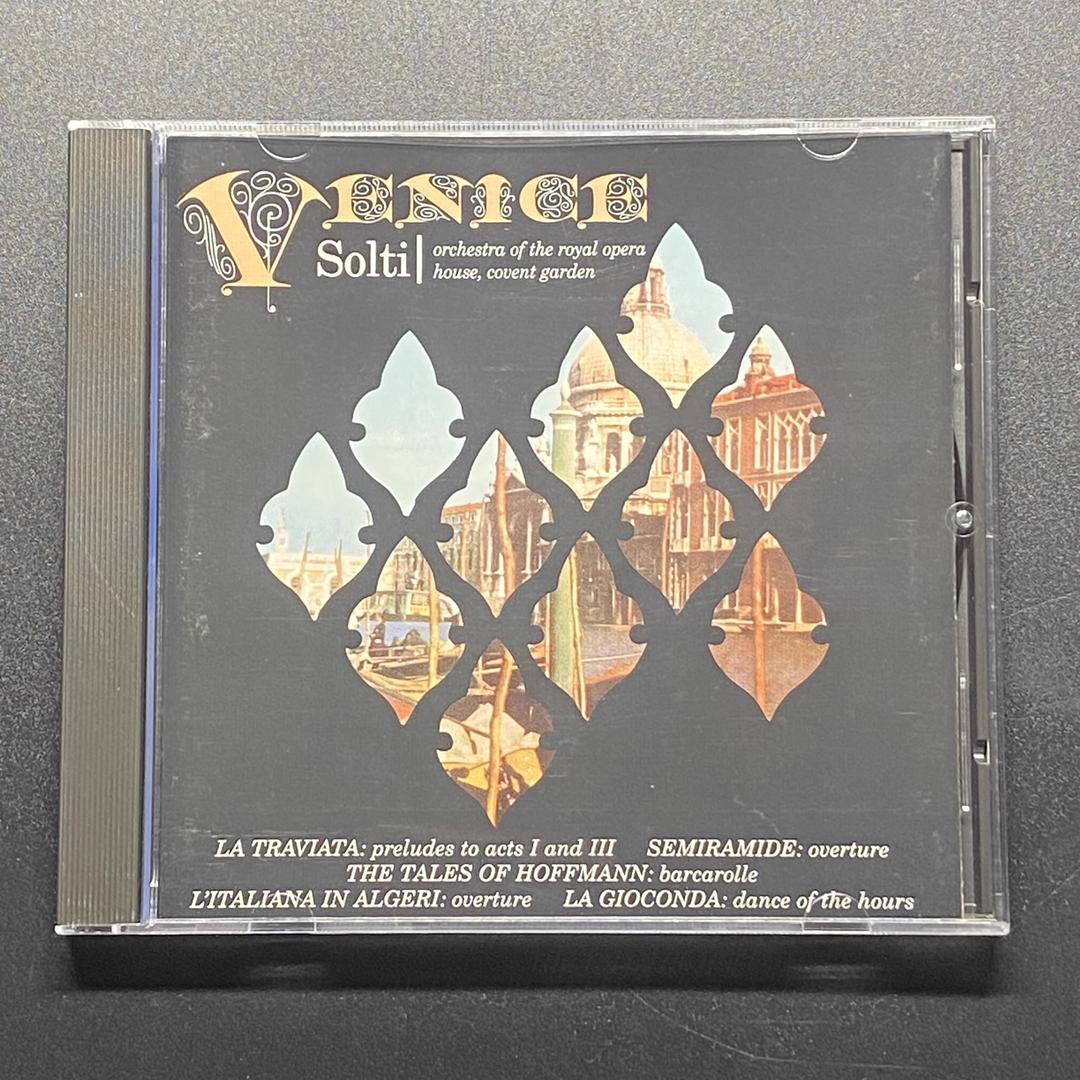 VENICE
Solti | orchestra of the royal opera
house, covent garden
LA TRAVIATA: preludes to acts I and III SEMIRAMIDE: overture
THE TALES OF HOFFMANN: barcarolle
L'ITALIANA IN ALGERI: overture LA GIOCONDA: dance of the hours